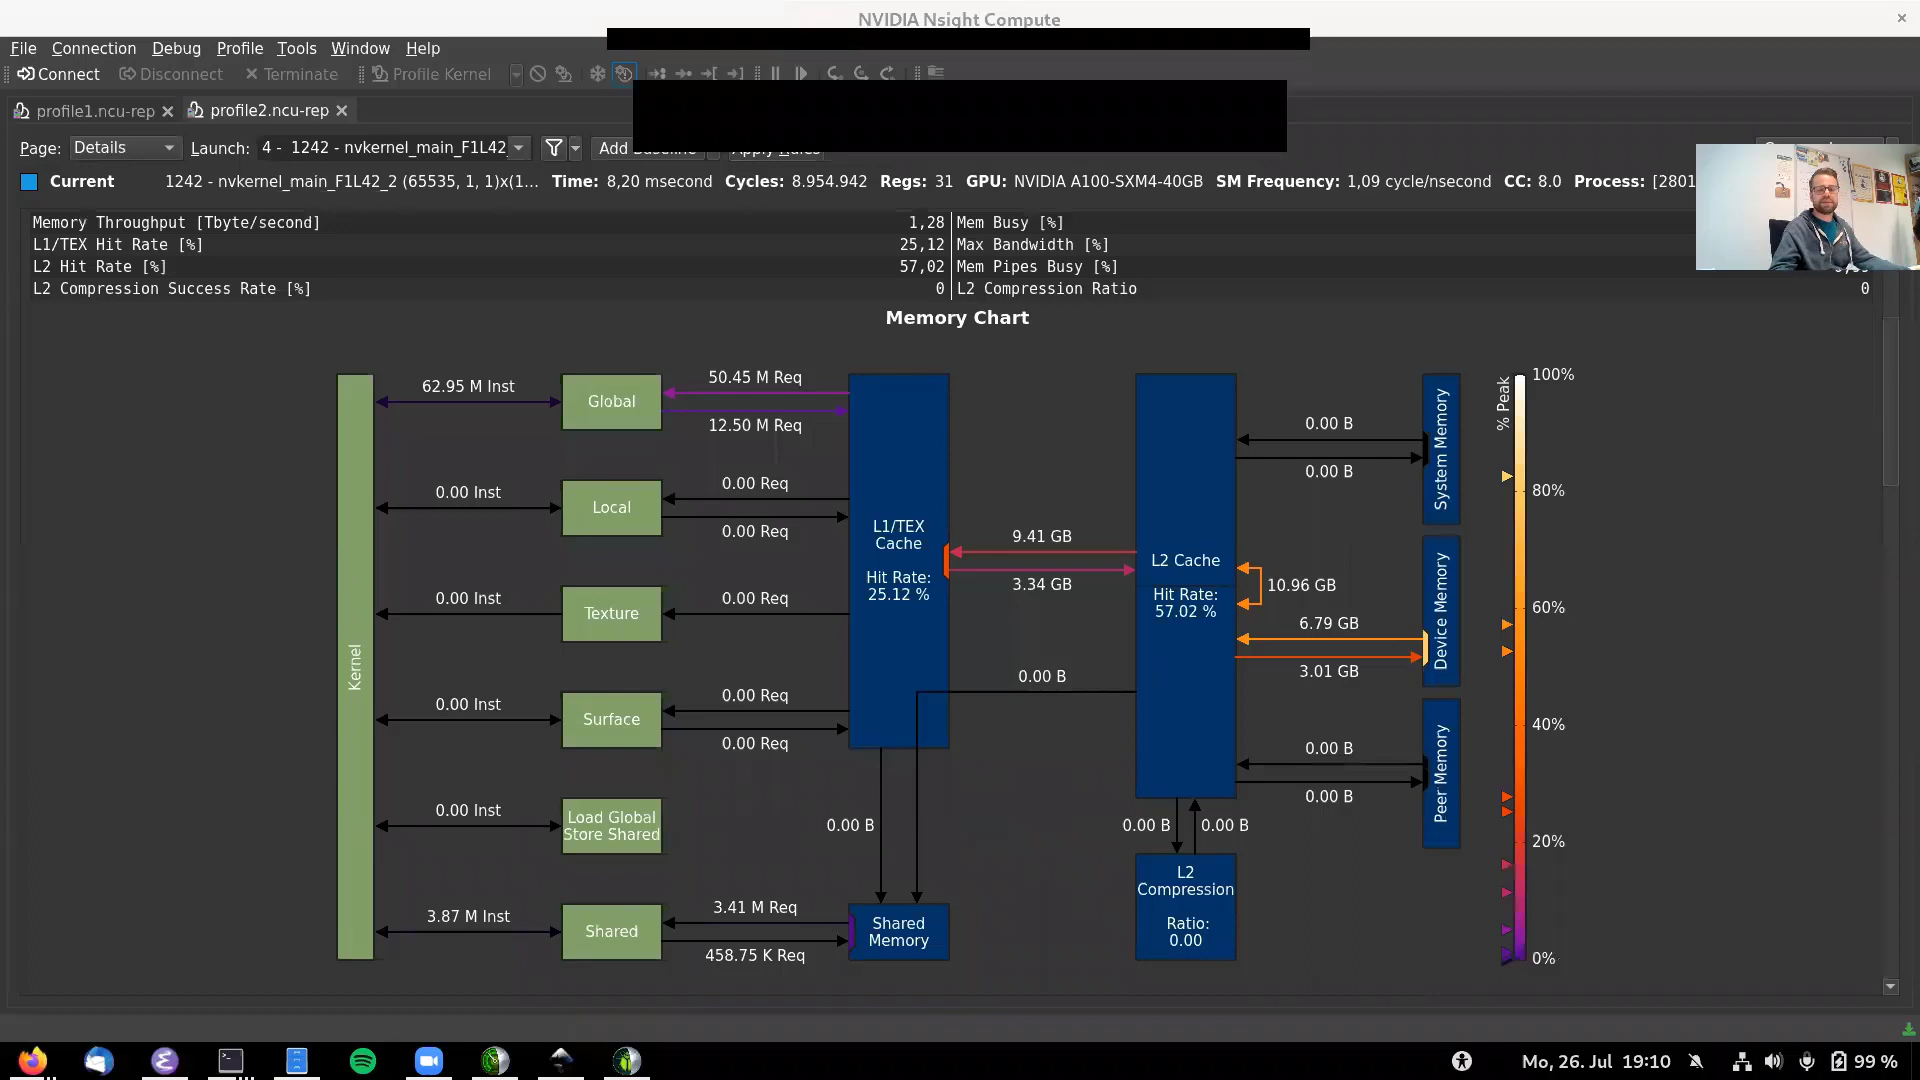 NVIDIA Nsight Compute
File Connection Debug Profile Tools Window Help
Connect Disconnect Terminate Profile Kernel
profile1.ncu-rep profile2.ncu-rep
Page: Details Launch: 4 - 1242 - nvkernel_main_F1L42_ Add Baseline Apply Rules
Current 1242 - nvkernel_main_F1L42_2 (65535, 1, 1)x(1... Time: 8,20 msecond Cycles: 8.954.942 Regs: 31 GPU: NVIDIA A100-SXM4-40GB SM Frequency: 1,09 cycle/nsecond CC: 8.0 Process: [2801
Memory Throughput [Tbyte/second] 1,28 Mem Busy [%]
L1/TEX Hit Rate [%] 25,12 Max Bandwidth [%]
L2 Hit Rate [%] 57,02 Mem Pipes Busy [%]
L2 Compression Success Rate [%] 0 L2 Compression Ratio 0
Memory Chart
Kernel
62.95 M Inst
0.00 Inst
0.00 Inst
0.00 Inst
0.00 Inst
3.87 M Inst
Global
Local
Texture
Surface
Load Global
Store Shared
Shared
50.45 M Req
12.50 M Req
0.00 Req
0.00 Req
0.00 Req
0.00 Req
0.00 Req
3.41 M Req
458.75 K Req
L1/TEX
Cache
Hit Rate:
25.12 %
0.00 B
Shared
Memory
9.41 GB
3.34 GB
0.00 B
L2 Cache
Hit Rate:
57.02 %
0.00 B 0.00 B
L2
Compression
Ratio:
0.00
0.00 B
0.00 B
10.96 GB
6.79 GB
3.01 GB
0.00 B
0.00 B
System Memory
Device Memory
Peer Memory
% Peak
100%
80%
60%
40%
20%
0%
Mo, 26. Jul 19:10 99 %